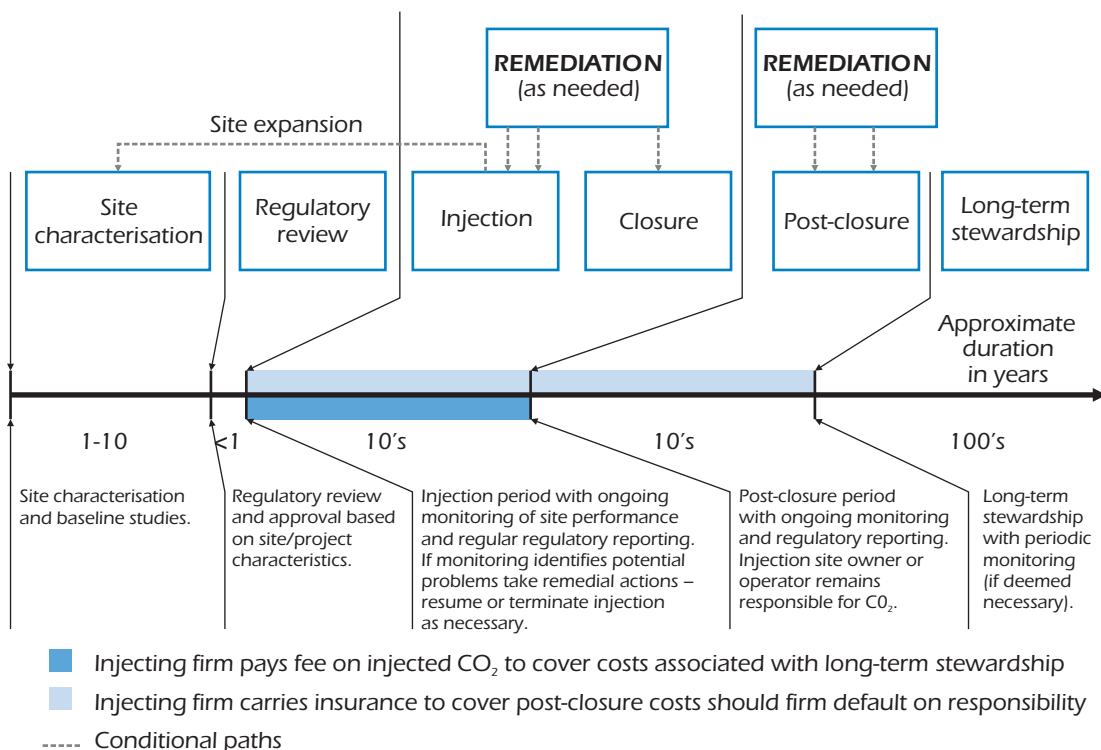 REMEDIATION
(as needed)
REMEDIATION
(as needed)
Site expansion
Site
characterisation
Regulatory
review
Injection
Closure
Post-closure
Long-term
stewardship
Approximate
duration
in years
1-10
<1
10's
10's
100's
Site characterisation
and baseline studies.
Regulatory review
and approval based
on site/project
characteristics.
Injection period with ongoing
monitoring of site performance
and regular regulatory reporting.
If monitoring identifies potential
problems take remedial actions –
resume or terminate injection
as necessary.
Post-closure period
with ongoing monitoring
and regulatory reporting.
Injection site owner or
operator remains
responsible for C0₂.
Long-term
stewardship
with periodic
monitoring
(if deemed
necessary).
Injecting firm pays fee on injected CO₂ to cover costs associated with long-term stewardship
Injecting firm carries insurance to cover post-closure costs should firm default on responsibility
Conditional paths